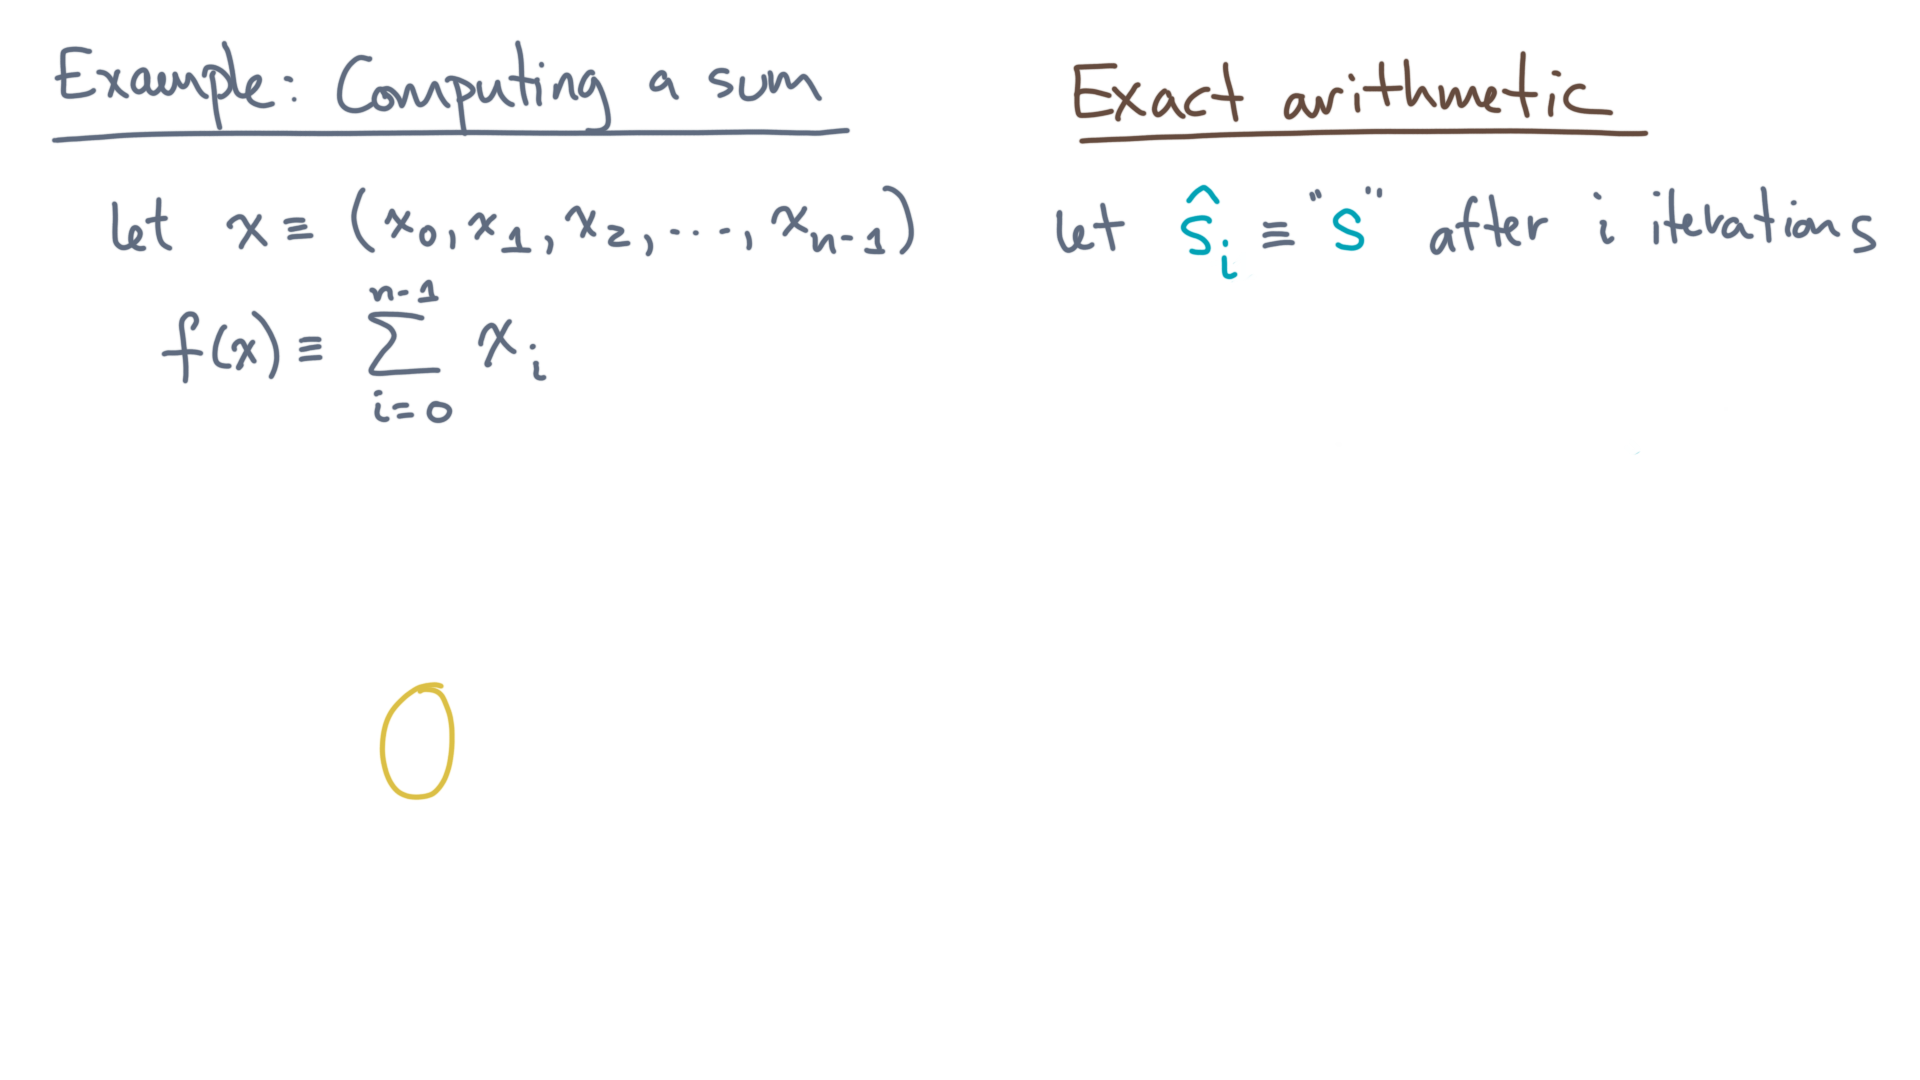 Example: Computing a sum
let x ≡ (x₀, x₁, x₂, ..., xₙ₋₁)
f(x) ≡ ∑_{i=0}^{n-1} xᵢ
0
Exact arithmetic
let ŝᵢ ≡ "s" after i iterations